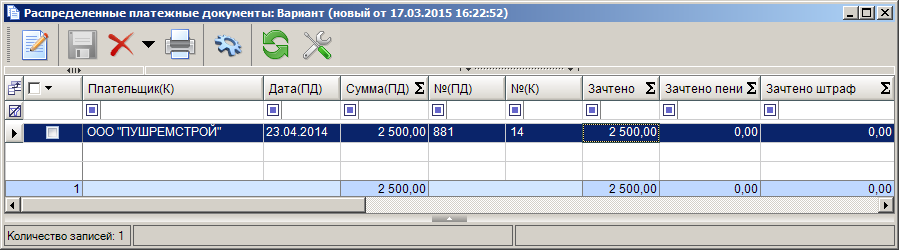 Распределенные платежные документы: Вариант (новый от 17.03.2015 16:22:52)
Плательщик(К) Дата(ПД) Сумма(ПД) Σ №(ПД) №(К) Зачтено Σ Зачтено пени Σ Зачтено штраф Σ
ООО "ПУШРЕМСТРОЙ" 23.04.2014 2 500,00 881 14 2 500,00 0,00 0,00
1 2 500,00 2 500,00 0,00 0,00
Количество записей: 1